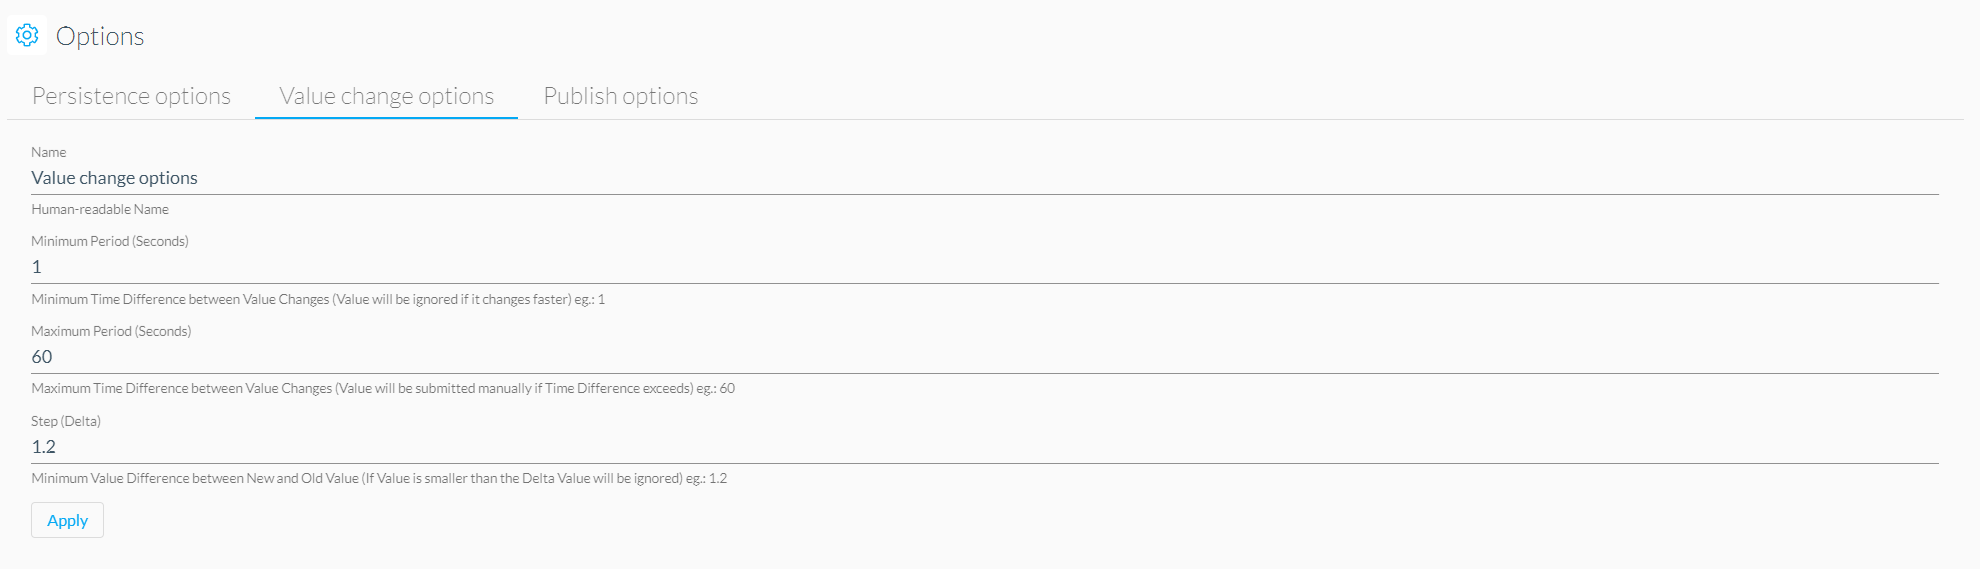 Options
Persistence options Value change options Publish options
Name
Value change options
Human-readable Name
Minimum Period (Seconds)
1
Minimum Time Difference between Value Changes (Value will be ignored if it changes faster) eg.: 1
Maximum Period (Seconds)
60
Maximum Time Difference between Value Changes (Value will be submitted manually if Time Difference exceeds) eg.: 60
Step (Delta)
1.2
Minimum Value Difference between New and Old Value (If Value is smaller than the Delta Value will be ignored) eg.: 1.2
Apply